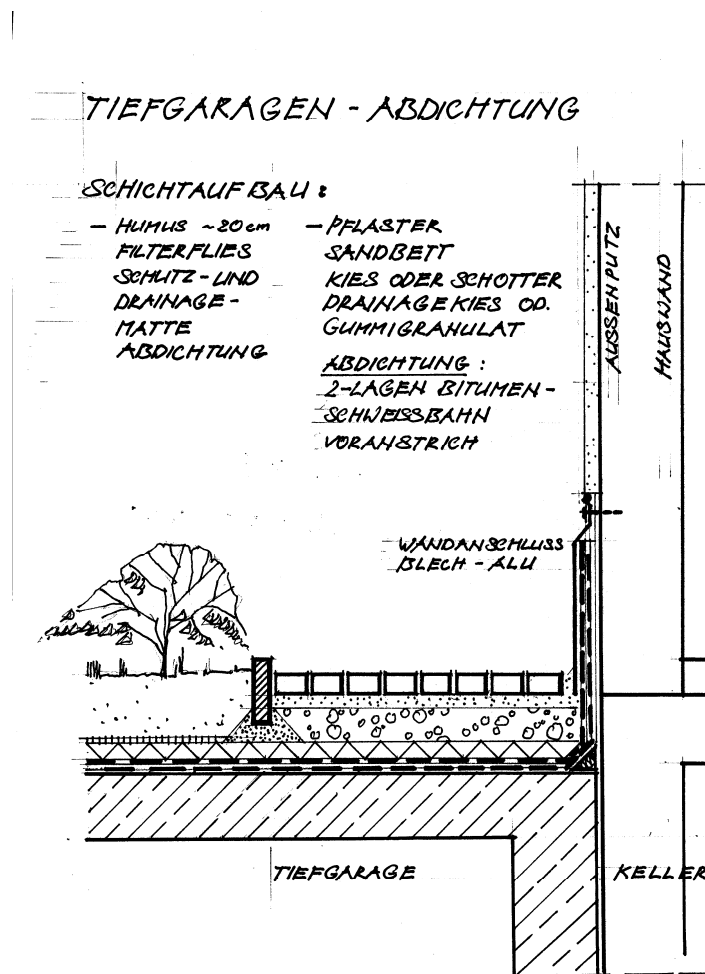 TIEFGARAGEN - ABDICHTUNG
SCHICHTAUFBAU :
- HUMUS ~20cm
FILTERFLIES
SCHUTZ - UND
DRAINAGE -
MATTE
ABDICHTUNG
- PFLASTER
SANDBETT
KIES ODER SCHOTTER
DRAINAGEKIES OD.
GUMMIGRANULAT
ABDICHTUNG :
2-LAGEN BITUMEN -
SCHWEISSBAHN
VORANSTRICH
AUSSENPUTZ
HAUSWAND
WANDANSCHLUSS
BLECH - ALU
TIEFGARAGE
KELLER